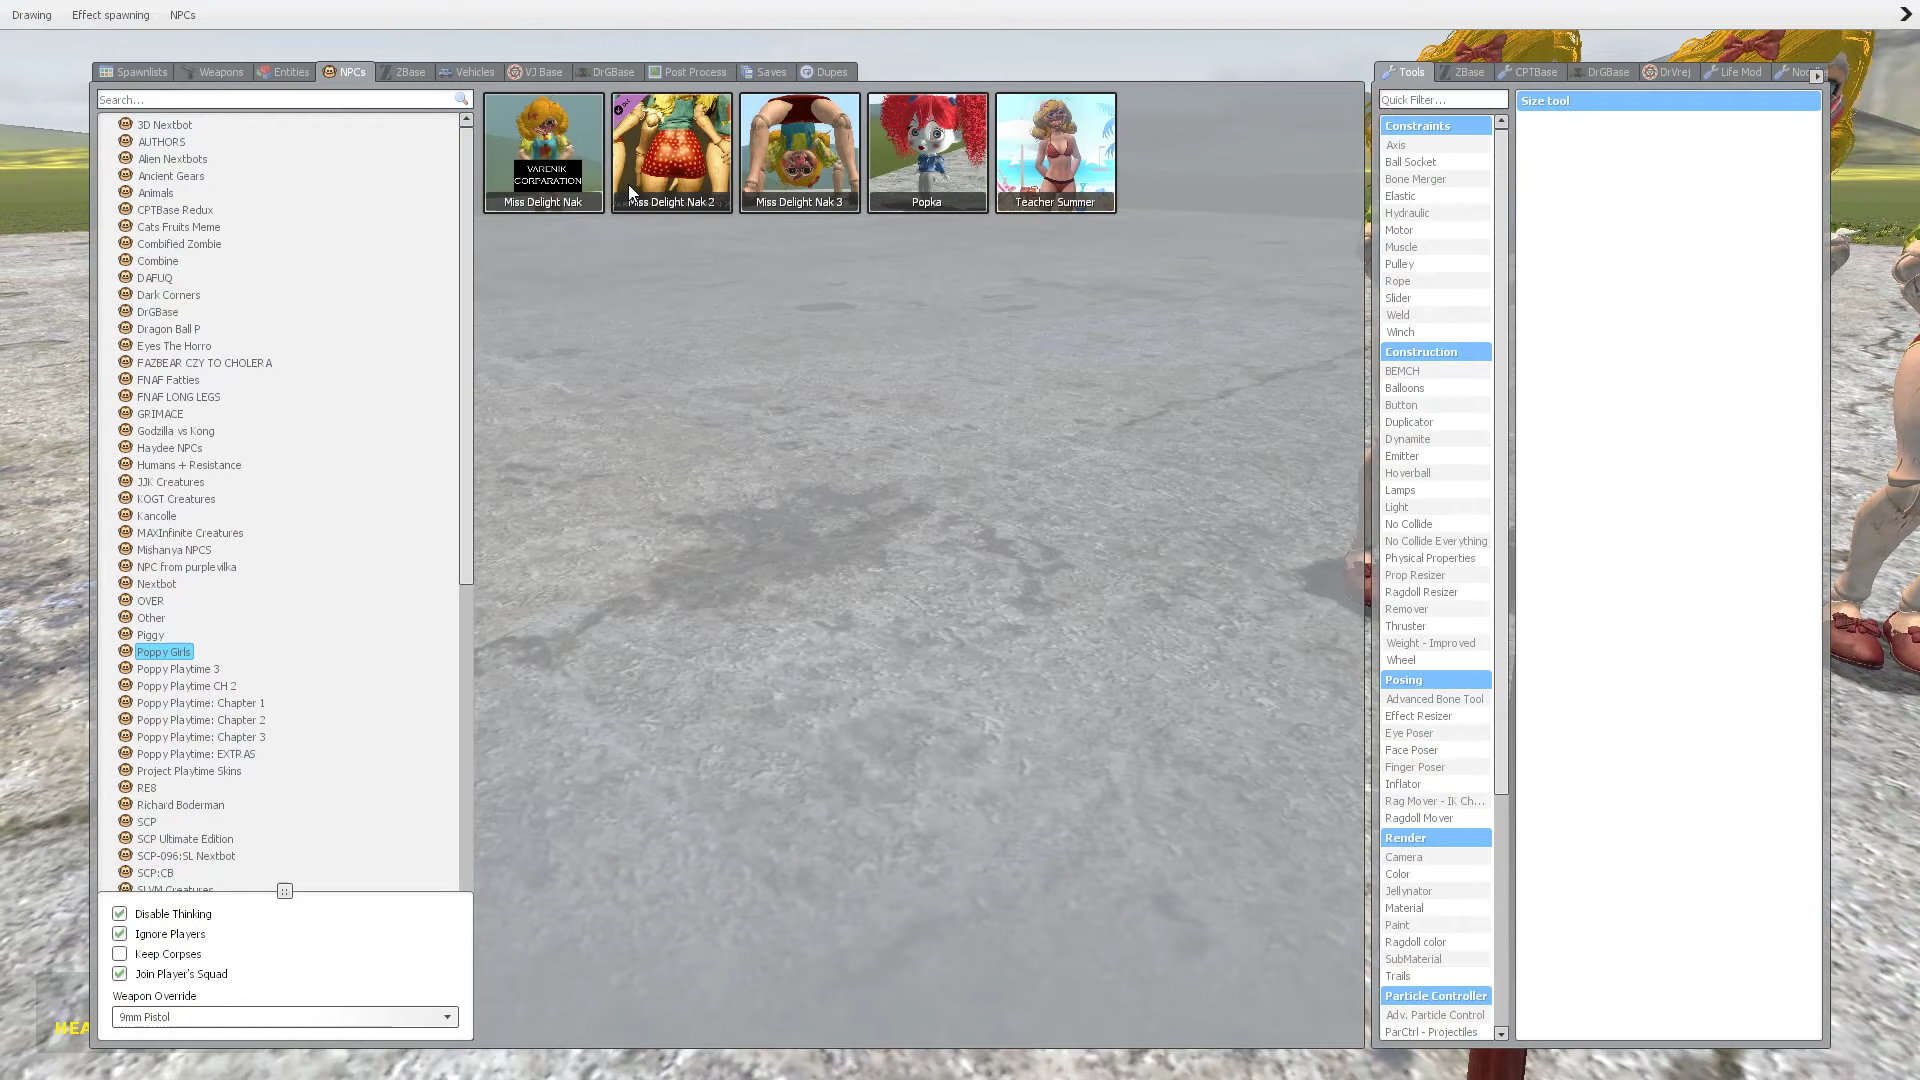 Drawing Effect spawning NPCs
Spawnlists Weapons Entities NPCs ZBase Vehicles VJ Base DrGBase Post Process Saves Dupes
Search...
3D Nextbot
AUTHORS
Alien Nextbots
Ancient Gears
Animals
CPTBase Redux
Cats Fruits Meme
Combified Zombie
Combine
DAFUQ
Dark Corners
DrGBase
Dragon Ball P
Eyes The Horro
FAZBEAR CZY TO CHOLERA
FNAF Fatties
FNAF LONG LEGS
GRIMACE
Godzilla vs Kong
Haydee NPCs
Humans + Resistance
JJK Creatures
KOGT Creatures
Kancolle
MAXInfinite Creatures
Mishanya NPCS
NPC from purplevilka
Nextbot
OVER
Other
Piggy
Poppy Girls
Poppy Playtime 3
Poppy Playtime CH 2
Poppy Playtime: Chapter 1
Poppy Playtime: Chapter 2
Poppy Playtime: Chapter 3
Poppy Playtime: EXTRAS
Project Playtime Skins
RE8
Richard Boderman
SCP
SCP Ultimate Edition
SCP-096:SL Nextbot
SCP:CB
SLVM Creatures
Disable Thinking
Ignore Players
Keep Corpses
Join Player's Squad
Weapon Override
9mm Pistol
VARENIK
CORPARATION
Miss Delight Nak
Miss Delight Nak 2
Miss Delight Nak 3
Popka
Teacher Summer
Tools ZBase CPTBase DrGBase DrVrej Life Mod
Quick Filter...
Constraints
Axis
Ball Socket
Bone Merger
Elastic
Hydraulic
Motor
Muscle
Pulley
Rope
Slider
Weld
Winch
Construction
BEMCH
Balloons
Button
Duplicator
Dynamite
Emitter
Hoverball
Lamps
Light
No Collide
No Collide Everything
Physical Properties
Prop Resizer
Ragdoll Resizer
Remover
Thruster
Weight - Improved
Wheel
Posing
Advanced Bone Tool
Effect Resizer
Eye Poser
Face Poser
Finger Poser
Inflator
Rag Mover - IK Ch...
Ragdoll Mover
Render
Camera
Color
Jellynator
Material
Paint
Ragdoll color
SubMaterial
Trails
Particle Controller
Adv. Particle Control
ParCtrl - Projectiles
Size tool
HEA